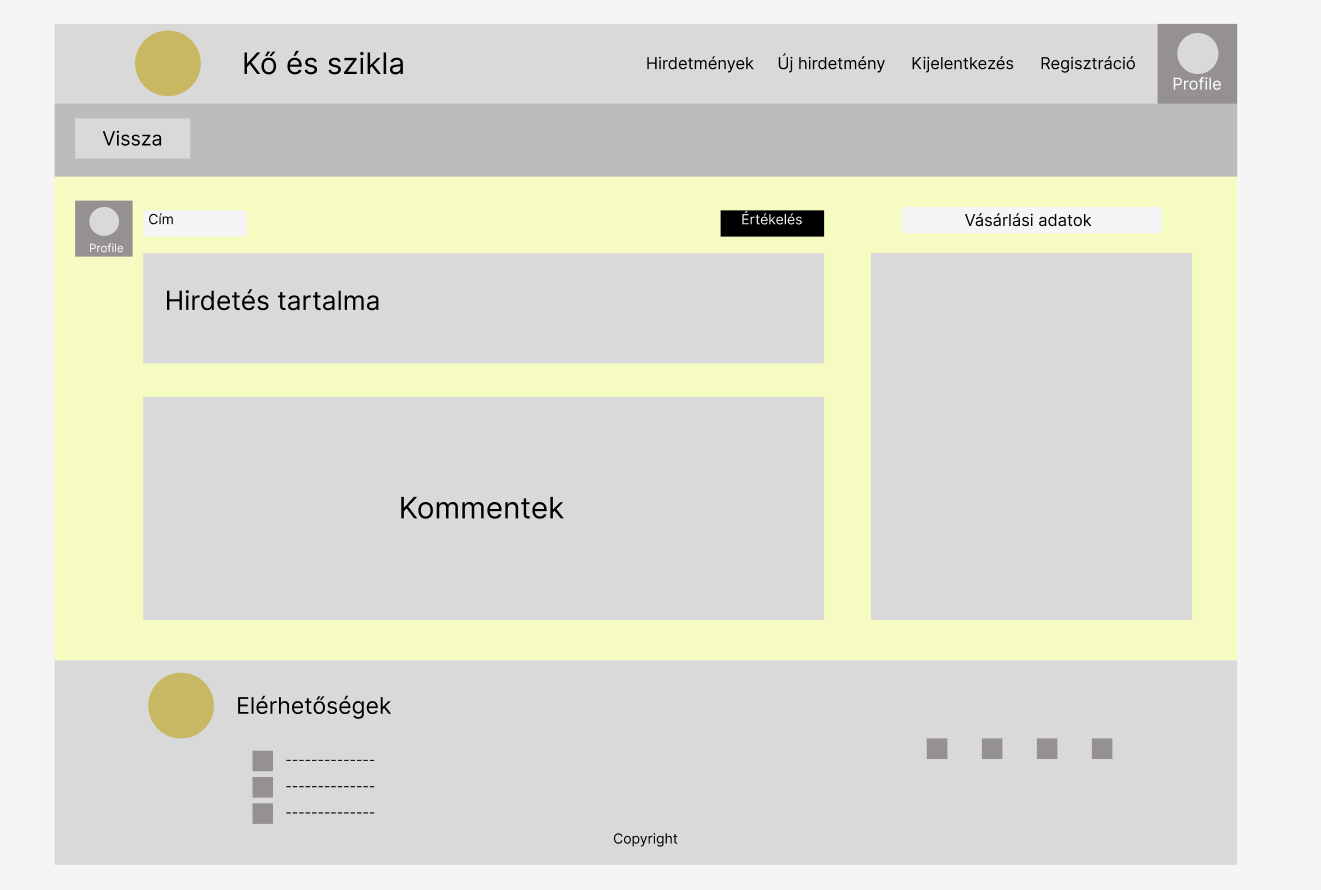 Kő és szikla
Hirdetmények
Új hirdetmény
Kijelentkezés
Regisztráció
Profile
Vissza
Profile
Cím
Értékelés
Vásárlási adatok
Hirdetés tartalma
Kommentek
Elérhetőségek
--------------
--------------
--------------
Copyright